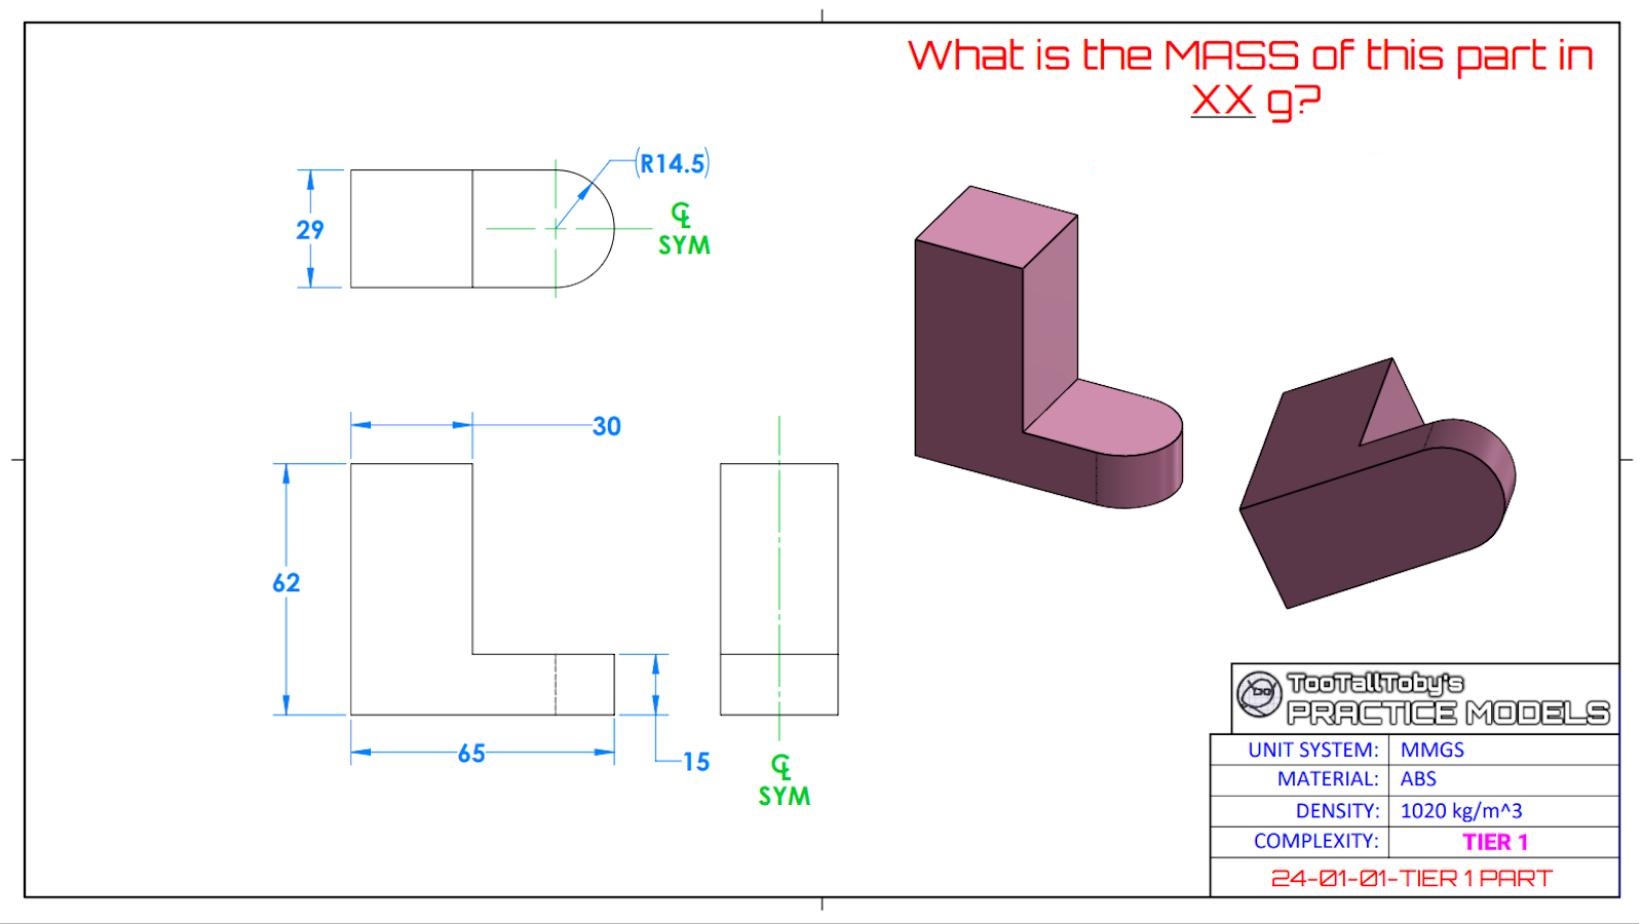 What is the MASS of this part in
XX g?
(R14.5)
℄
SYM
29
30
62
65
15
℄
SYM
TooTallToby's
PRACTICE MODELS
UNIT SYSTEM: MMGS
MATERIAL: ABS
DENSITY: 1020 kg/m^3
COMPLEXITY: TIER 1
24-01-01-TIER 1 PART